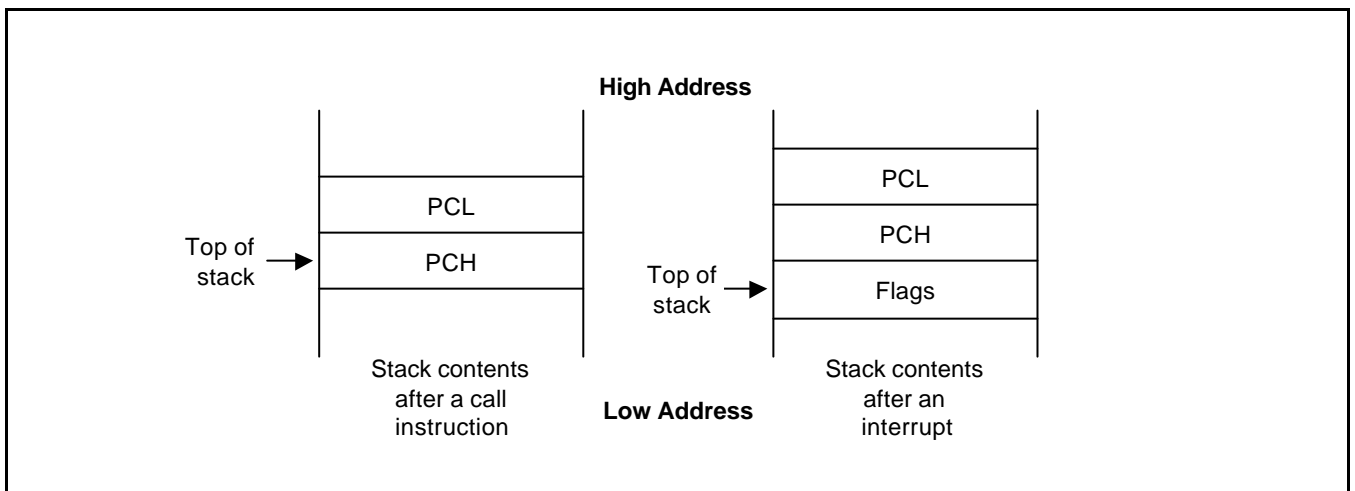 High Address
PCL
PCH
Top of
stack
Stack contents
after a call
instruction
PCL
PCH
Flags
Top of
stack
Stack contents
after an
interrupt
Low Address